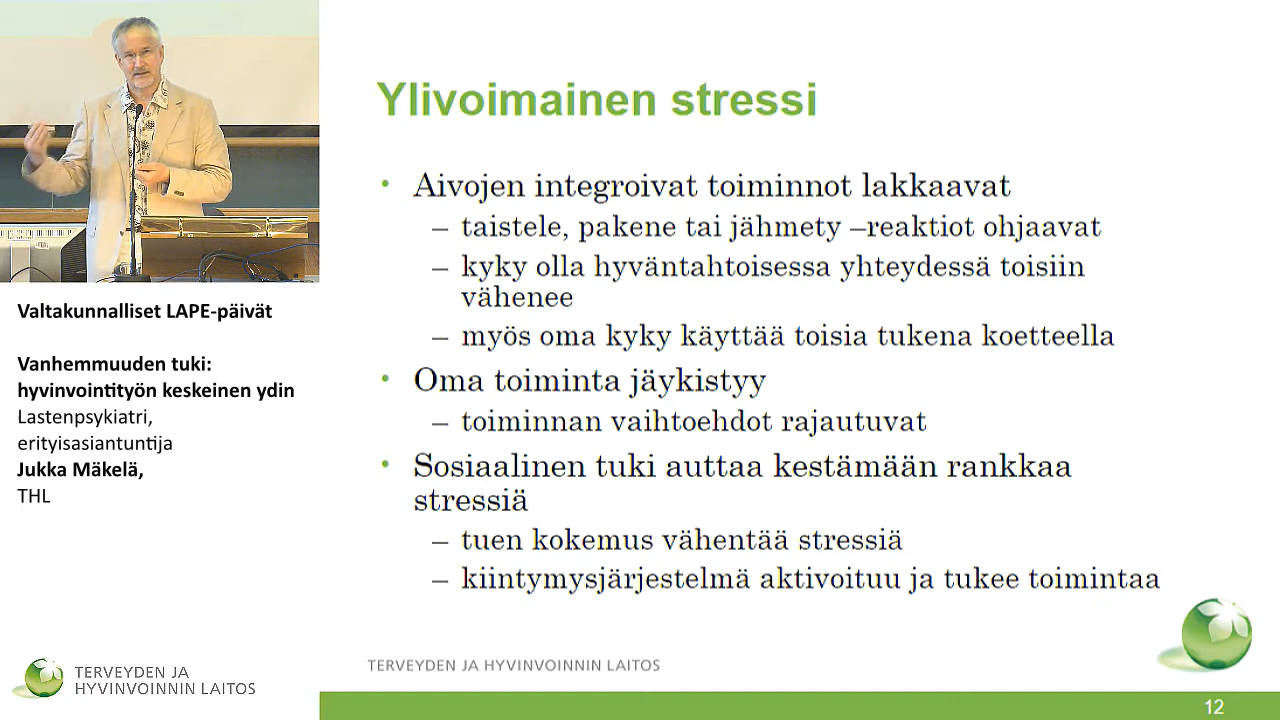 Valtakunnalliset LAPE-päivät
Vanhemmuuden tuki:
hyvinvointityön keskeinen ydin
Lastenpsykiatri,
erityisasiantuntija
Jukka Mäkelä,
THL
TERVEYDEN JA
HYVINVOINNIN LAITOS
Ylivoimainen stressi
• Aivojen integroivat toiminnot lakkaavat
– taistele, pakene tai jähmety –reaktiot ohjaavat
– kyky olla hyväntahtoisessa yhteydessä toisiin
vähenee
– myös oma kyky käyttää toisia tukena koetteella
• Oma toiminta jäykistyy
– toiminnan vaihtoehdot rajautuvat
• Sosiaalinen tuki auttaa kestämään rankkaa
stressiä
– tuen kokemus vähentää stressiä
– kiintymysjärjestelmä aktivoituu ja tukee toimintaa
TERVEYDEN JA HYVINVOINNIN LAITOS
12